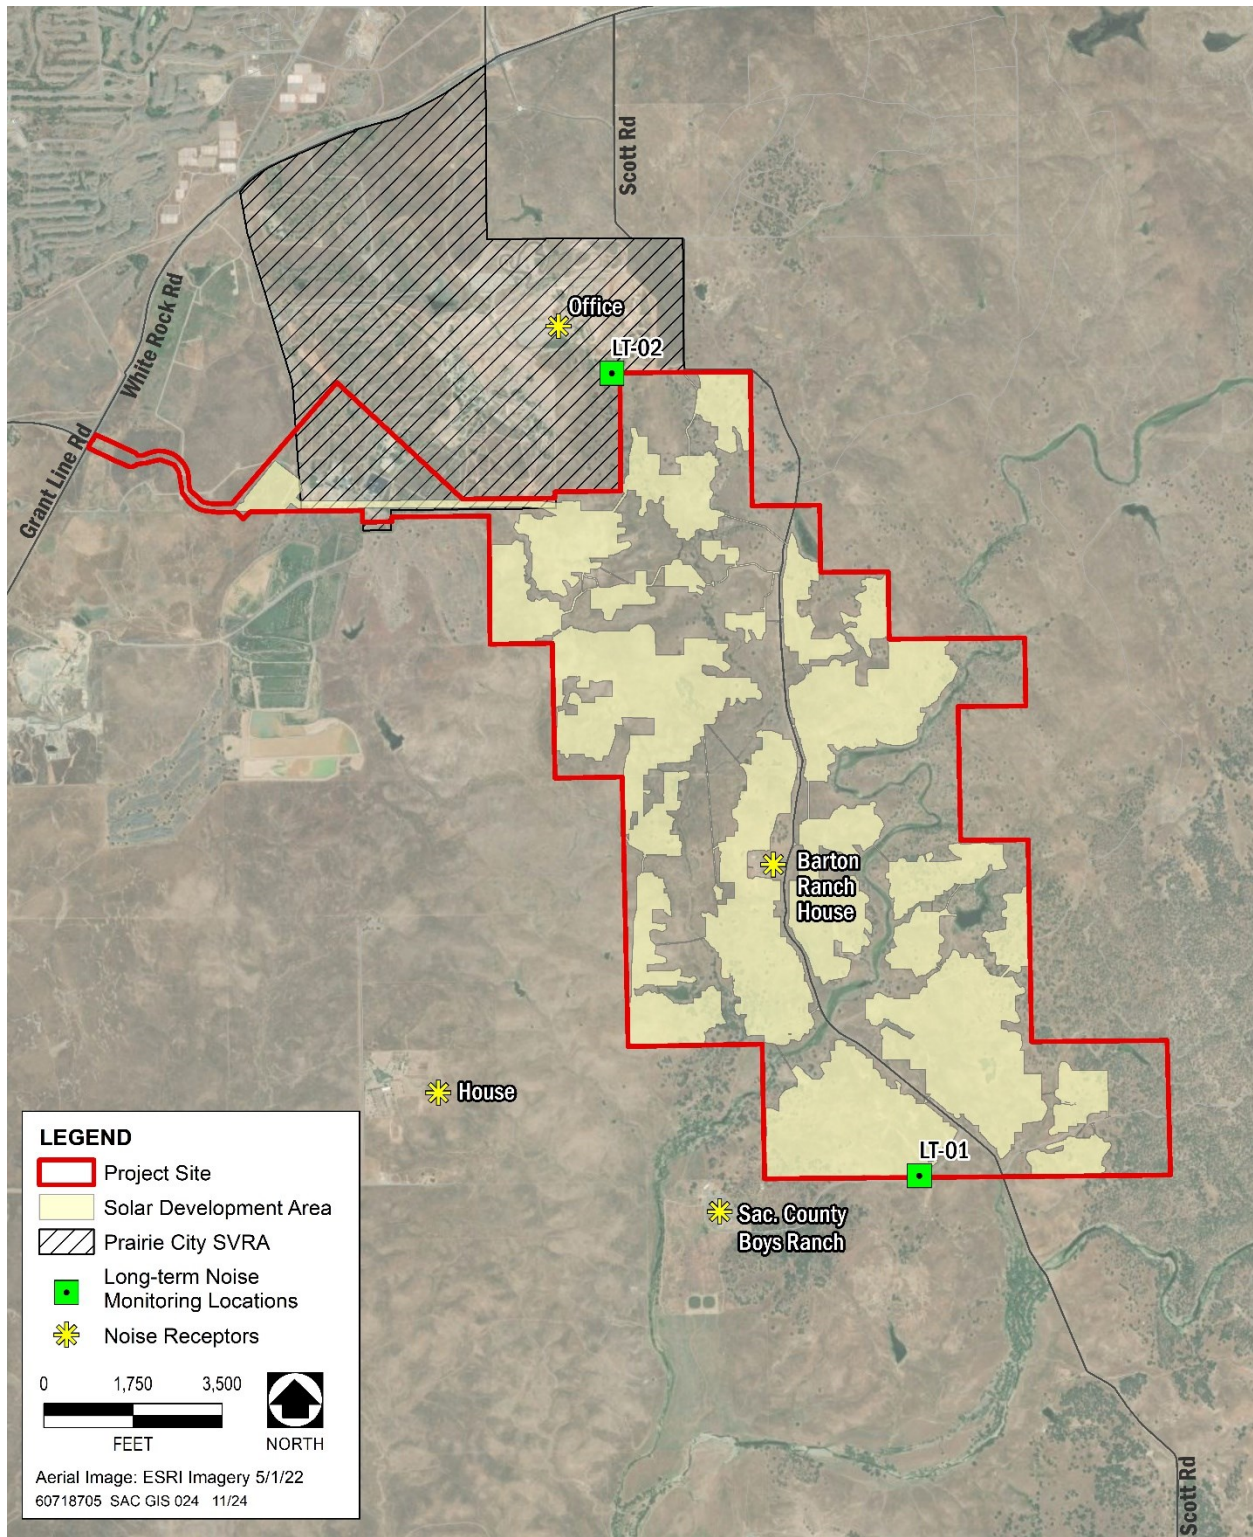 Scott Rd
Office
LT-02
White Rock Rd
Grant Line Rd
Barton
Ranch
House
House
LT-01
Sac. County
Boys Ranch
Scott Rd
LEGEND
Project Site
Solar Development Area
Prairie City SVRA
Long-term Noise
Monitoring Locations
Noise Receptors
0 1,750 3,500
FEET
NORTH
Aerial Image: ESRI Imagery 5/1/22
60718705 SAC GIS 024 11/24